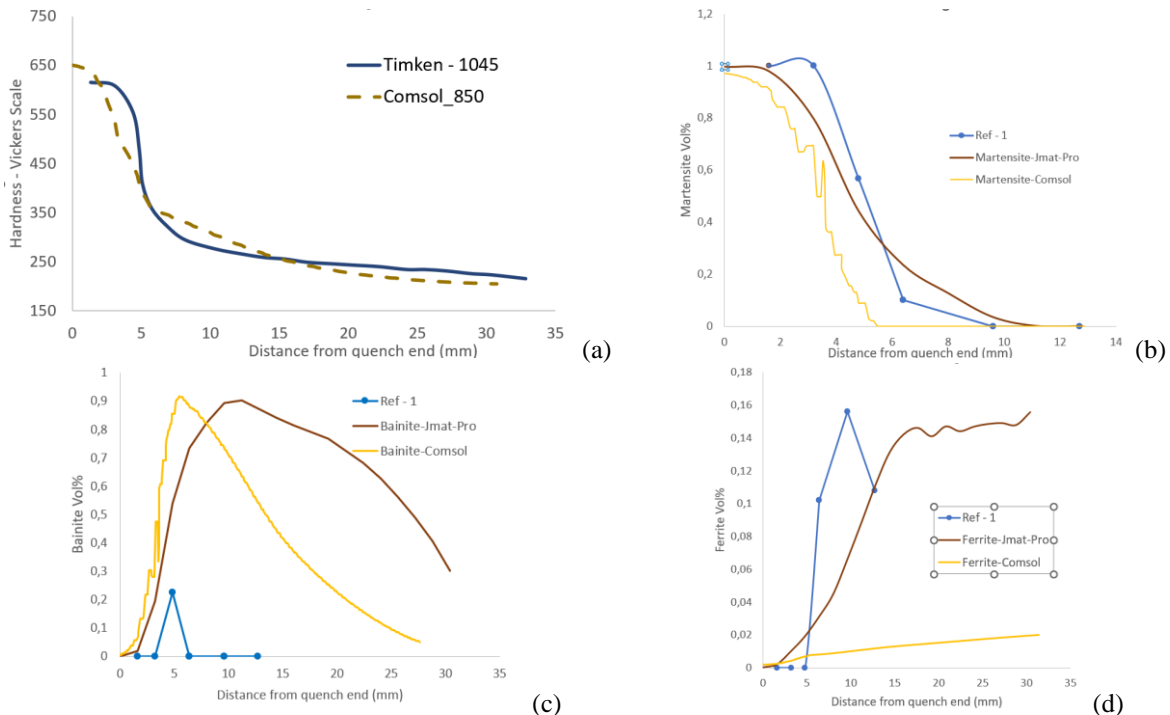 750
650
550
450
350
250
150
Hardness - Vickers Scale
Timken - 1045
Comsol_850
0 5 10 15 20 25 30 35
Distance from quench end (mm)
(a)
1,2
1
0,8
0,6
0,4
0,2
0
Martensite Vol%
Ref - 1
Martensite-Jmat-Pro
Martensite-Comsol
0 2 4 6 8 10 12 14
Distance from quench end (mm)
(b)
1
0,9
0,8
0,7
0,6
0,5
0,4
0,3
0,2
0,1
0
Bainite Vol%
Ref - 1
Bainite-Jmat-Pro
Bainite-Comsol
0 5 10 15 20 25 30 35
Distance from quench end (mm)
(c)
0,18
0,16
0,14
0,12
0,1
0,08
0,06
0,04
0,02
0
Ferrite Vol%
Ref - 1
Ferrite-Jmat-Pro
Ferrite-Comsol
0 5 10 15 20 25 30 35
Distance from quench end (mm)
(d)